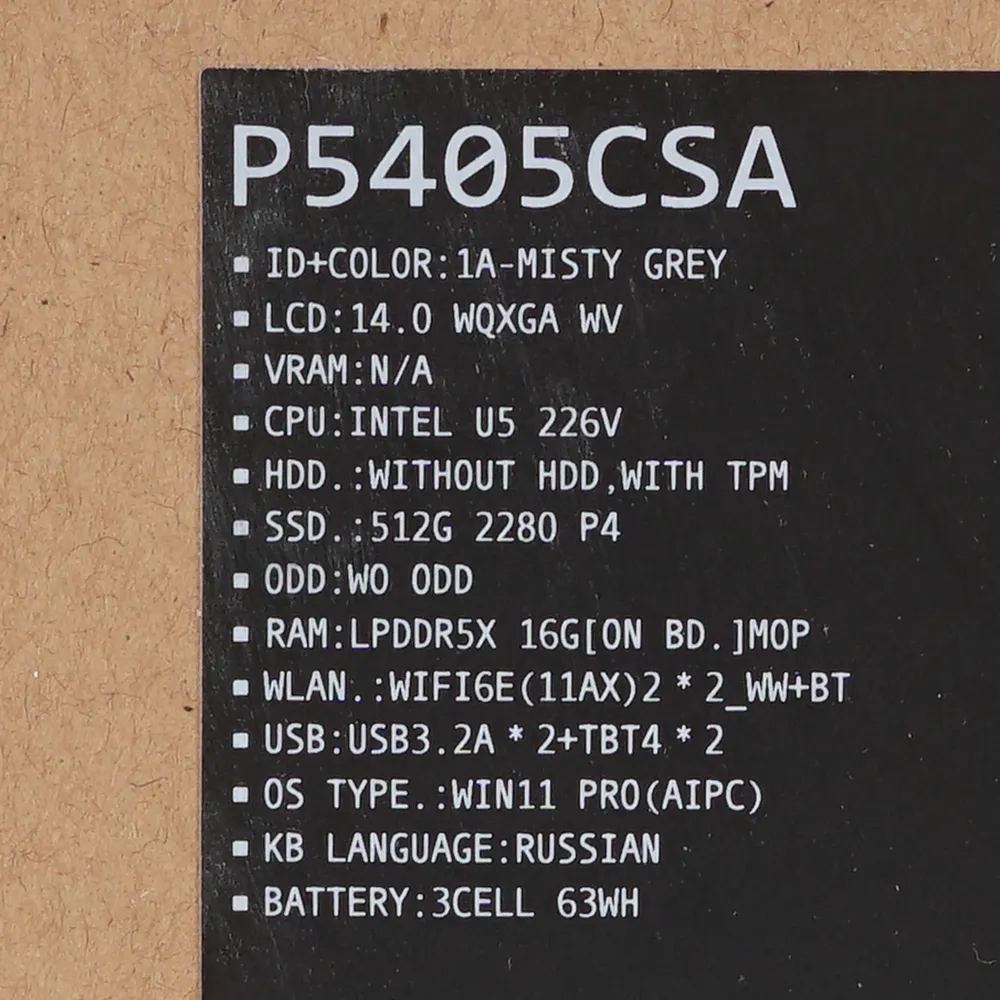 P5405CSA
▪ ID+COLOR:1A-MISTY GREY
▪ LCD:14.0 WQXGA WV
▪ VRAM:N/A
▪ CPU:INTEL U5 226V
▪ HDD.:WITHOUT HDD,WITH TPM
▪ SSD.:512G 2280 P4
▪ ODD:WO ODD
▪ RAM:LPDDR5X 16G[ON BD.]MOP
▪ WLAN.:WIFI6E(11AX)2*2_WW+BT
▪ USB:USB3.2A*2+TBT4*2
▪ OS TYPE.:WIN11 PRO(AIPC)
▪ KB LANGUAGE:RUSSIAN
▪ BATTERY:3CELL 63WH